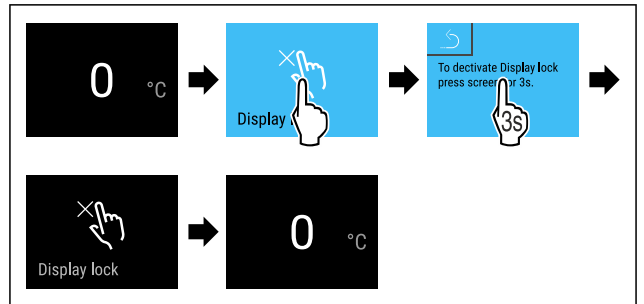 0 °C
Display
To dectivate Display lock
press screen for 3s.
3s
Display lock
0 °C